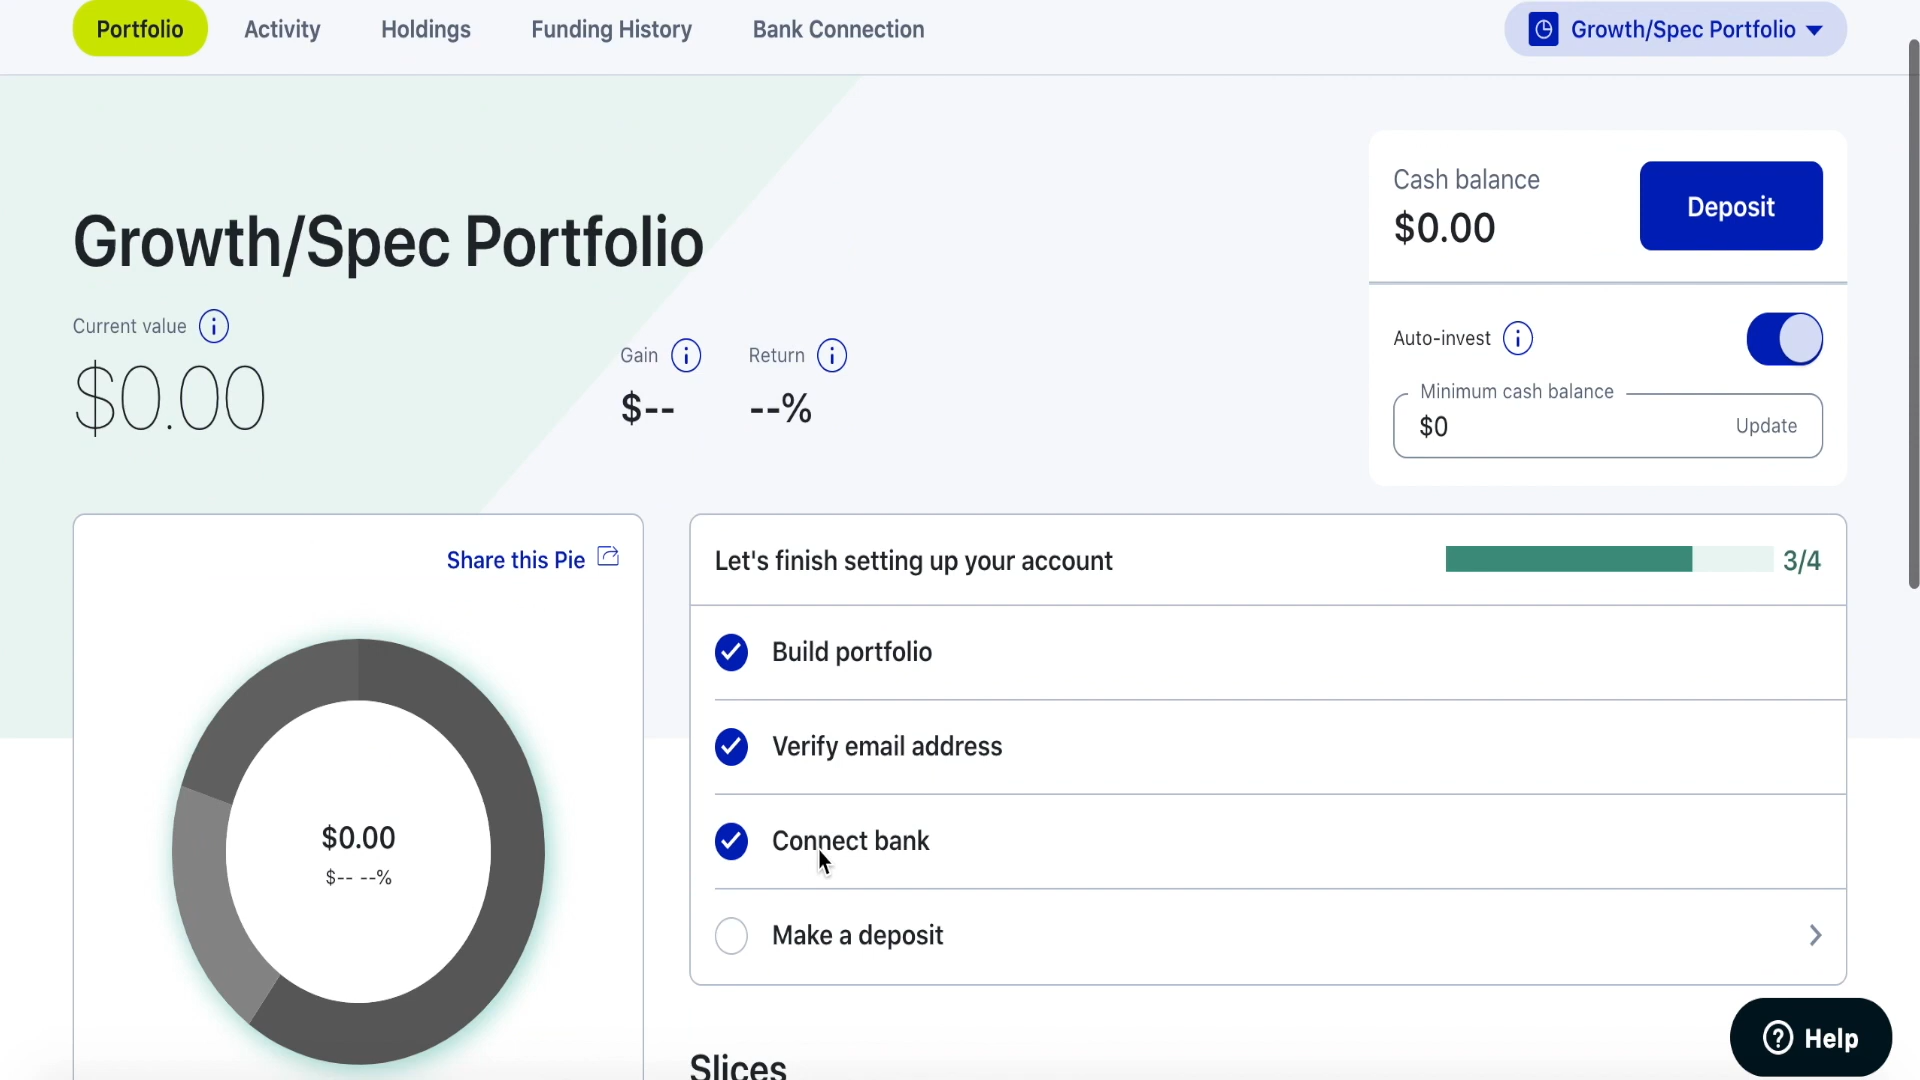 Portfolio
Activity
Holdings
Funding History
Bank Connection
Growth/Spec Portfolio
Growth/Spec Portfolio
Current value
$0.00
Gain
$--
Return
--%
Cash balance
$0.00
Deposit
Auto-invest
Minimum cash balance
$0
Update
Share this Pie
$0.00
$-- --%
Let's finish setting up your account
3/4
Build portfolio
Verify email address
Connect bank
Make a deposit
Slices
Help